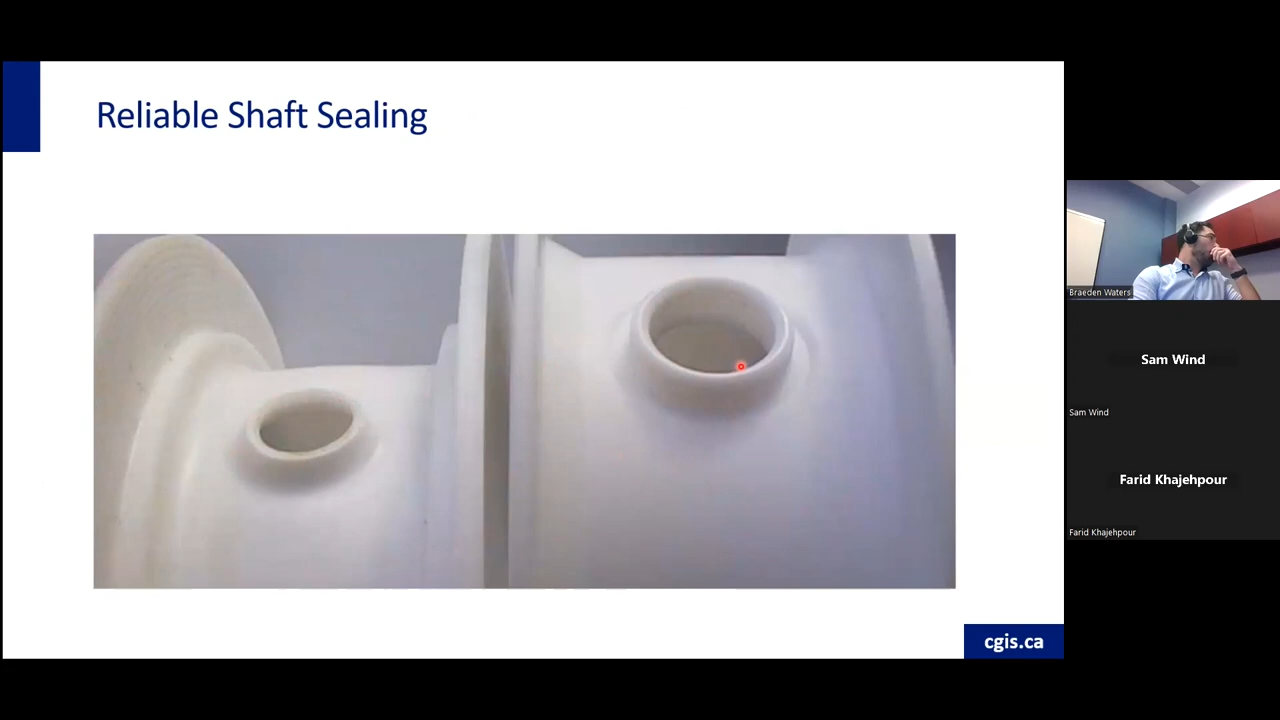 Reliable Shaft Sealing
cgis.ca
Braeden Waters
Sam Wind
Sam Wind
Farid Khajehpour
Farid Khajehpour